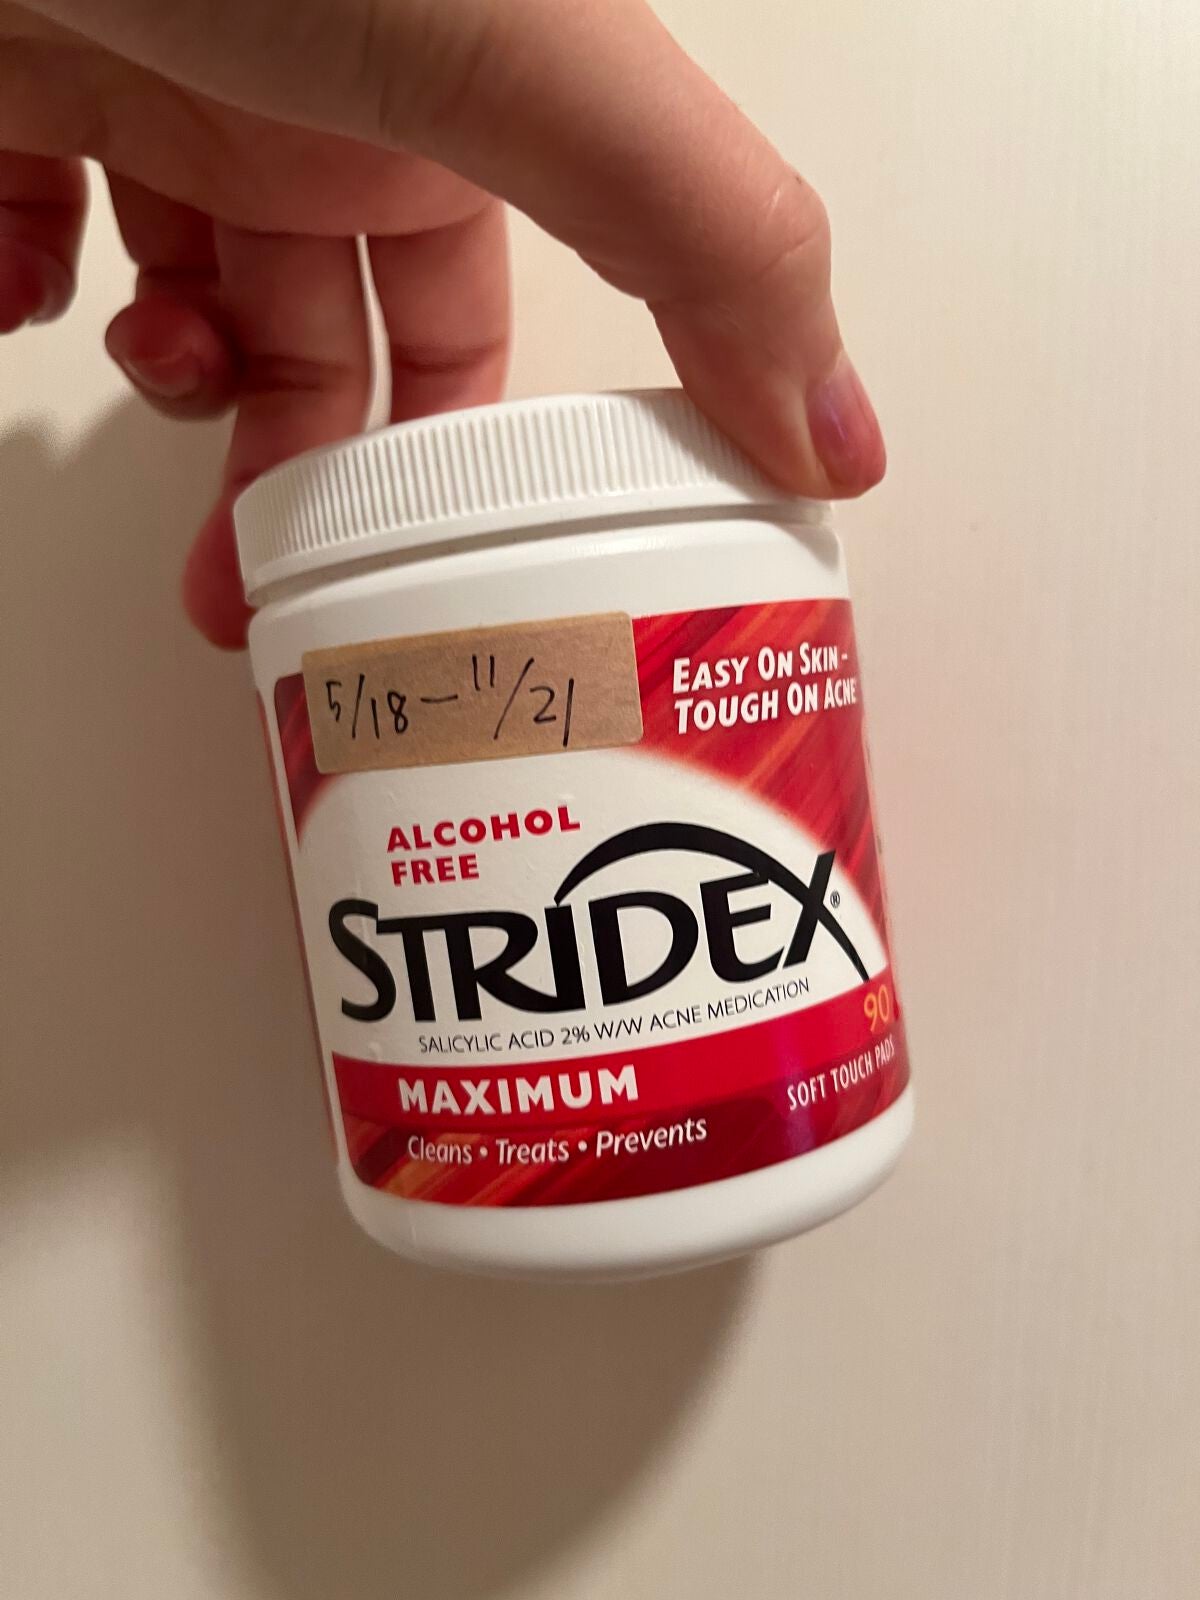 5/18 – 11/21
EASY ON SKIN -
TOUGH ON ACNE
ALCOHOL
FREE
STRIDEX®
SALICYLIC ACID 2% W/W ACNE MEDICATION
90
MAXIMUM
SOFT TOUCH PADS
Cleans • Treats • Prevents